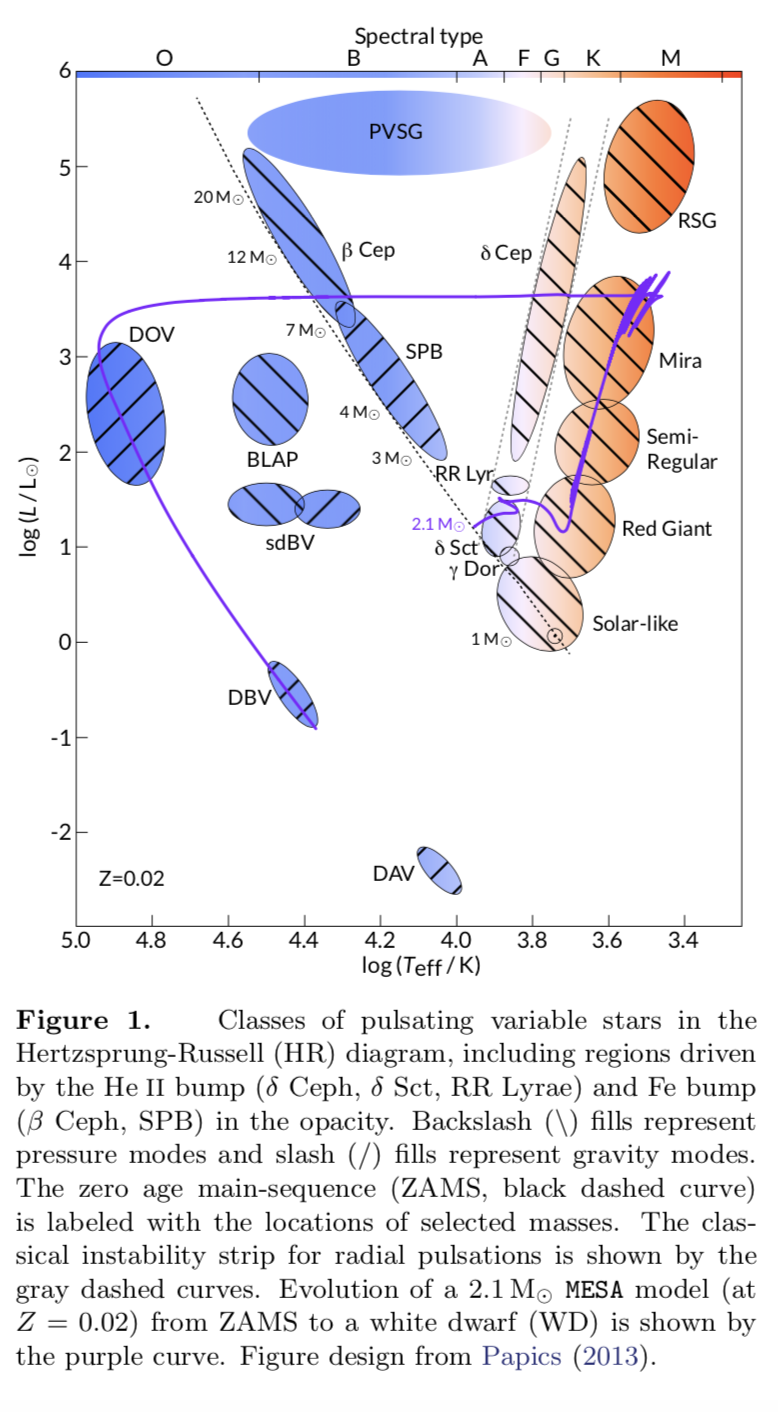 Spectral type
O B A F G K M
6
PVSG
5
20 M☉
RSG
β Cep
δ Cep
12 M☉
4
DOV
7 M☉
3
SPB
Mira
4 M☉
BLAP
3 M☉
2
Semi-
Regular
RR Lyr
log (L / L☉)
sdBV
2.1 M☉
Red Giant
1
δ Sct
γ Dor
Solar-like
1 M☉
0
DBV
-1
-2
DAV
Z=0.02
5.0 4.8 4.6 4.4 4.2 4.0 3.8 3.6 3.4
log (Teff / K)
Figure 1. Classes of pulsating variable stars in the
Hertzsprung-Russell (HR) diagram, including regions driven
by the He II bump (δ Ceph, δ Sct, RR Lyrae) and Fe bump
(β Ceph, SPB) in the opacity. Backslash (\) fills represent
pressure modes and slash (/) fills represent gravity modes.
The zero age main-sequence (ZAMS, black dashed curve)
is labeled with the locations of selected masses. The clas-
sical instability strip for radial pulsations is shown by the
gray dashed curves. Evolution of a 2.1 M☉ MESA model (at
Z = 0.02) from ZAMS to a white dwarf (WD) is shown by
the purple curve. Figure design from Papics (2013).